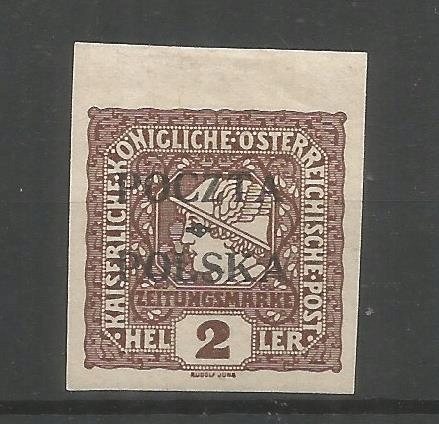 KAISERLICHE·KÖNIGLICHE·ÖSTERREICHISCHE·POST·
POCZTA
POLSKA
ZEITUNGSMARKE
HEL 2 LER
RUDOLF JUNK